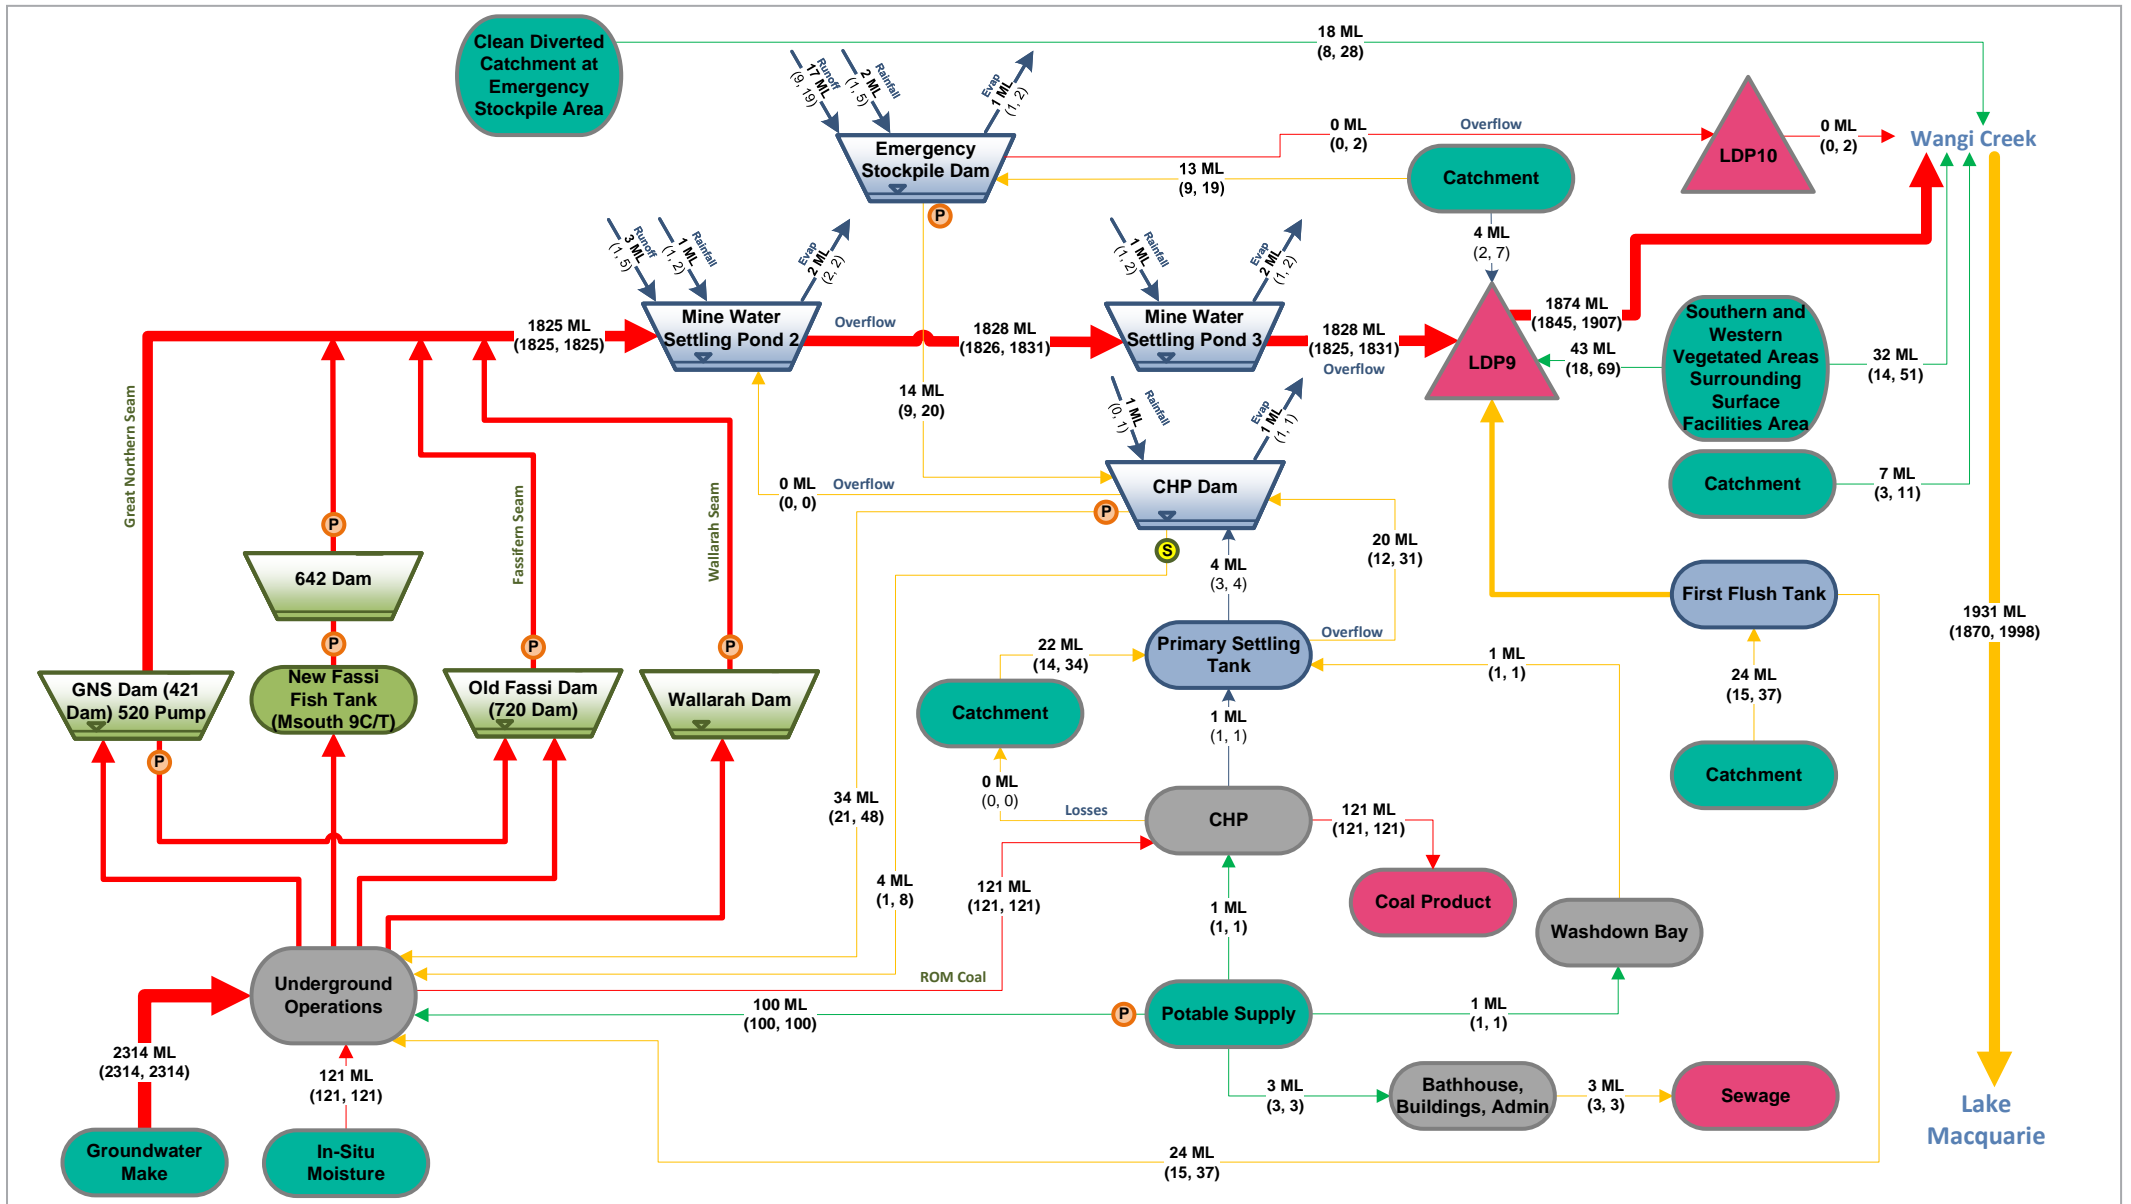 Clean Diverted
Catchment at
Emergency
Stockpile Area
18 ML
(8, 28)
Runoff
17 ML
(9, 19)
Rainfall
2 ML
(1, 5)
Evap
1 ML
(1, 2)
Emergency
Stockpile Dam
P
0 ML
(0, 2)
Overflow
LDP10
0 ML
(0, 2)
Wangi Creek
13 ML
(9, 19)
Catchment
4 ML
(2, 7)
Runoff
3 ML
(1, 5)
Rainfall
1 ML
(1, 2)
Evap
2 ML
(2, 2)
Mine Water
Settling Pond 2
Overflow
1828 ML
(1826, 1831)
Rainfall
1 ML
(1, 2)
Evap
2 ML
(1, 2)
Mine Water
Settling Pond 3
1828 ML
(1825, 1831)
Overflow
LDP9
1874 ML
(1845, 1907)
43 ML
(18, 69)
Southern and
Western
Vegetated Areas
Surrounding
Surface
Facilities Area
32 ML
(14, 51)
Catchment
7 ML
(3, 11)
1825 ML
(1825, 1825)
Great Northern Seam
Fassifern Seam
Wallarah Seam
14 ML
(9, 20)
Rainfall
1 ML
(0, 1)
Evap
1 ML
(1, 1)
CHP Dam
0 ML
(0, 0)
Overflow
P
S
20 ML
(12, 31)
4 ML
(3, 4)
P
642 Dam
P
P
P
GNS Dam (421
Dam) 520 Pump
P
New Fassi
Fish Tank
(Msouth 9C/T)
Old Fassi Dam
(720 Dam)
Wallarah Dam
First Flush Tank
24 ML
(15, 37)
Catchment
1931 ML
(1870, 1998)
Primary Settling
Tank
Overflow
22 ML
(14, 34)
Catchment
1 ML
(1, 1)
1 ML
(1, 1)
0 ML
(0, 0)
Losses
CHP
121 ML
(121, 121)
Coal Product
34 ML
(21, 48)
4 ML
(1, 8)
121 ML
(121, 121)
1 ML
(1, 1)
Washdown Bay
ROM Coal
Underground
Operations
100 ML
(100, 100)
P
Potable Supply
1 ML
(1, 1)
2314 ML
(2314, 2314)
121 ML
(121, 121)
3 ML
(3, 3)
Bathhouse,
Buildings, Admin
3 ML
(3, 3)
Sewage
Lake
Macquarie
Groundwater
Make
In-Situ
Moisture
24 ML
(15, 37)